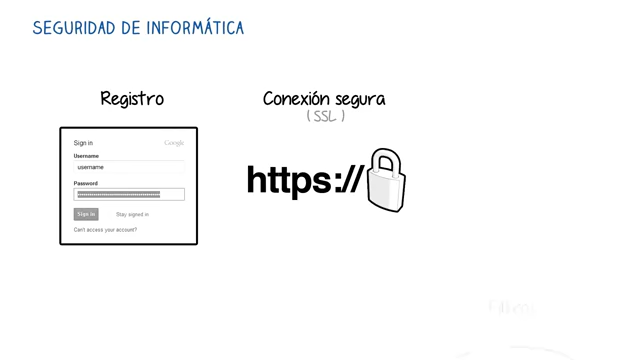 SEGURIDAD DE INFORMÁTICA
Registro
Conexión segura
( SSL )
Sign in Google
Username
username
Password
Sign in Stay signed in
Can't access your account?
https://